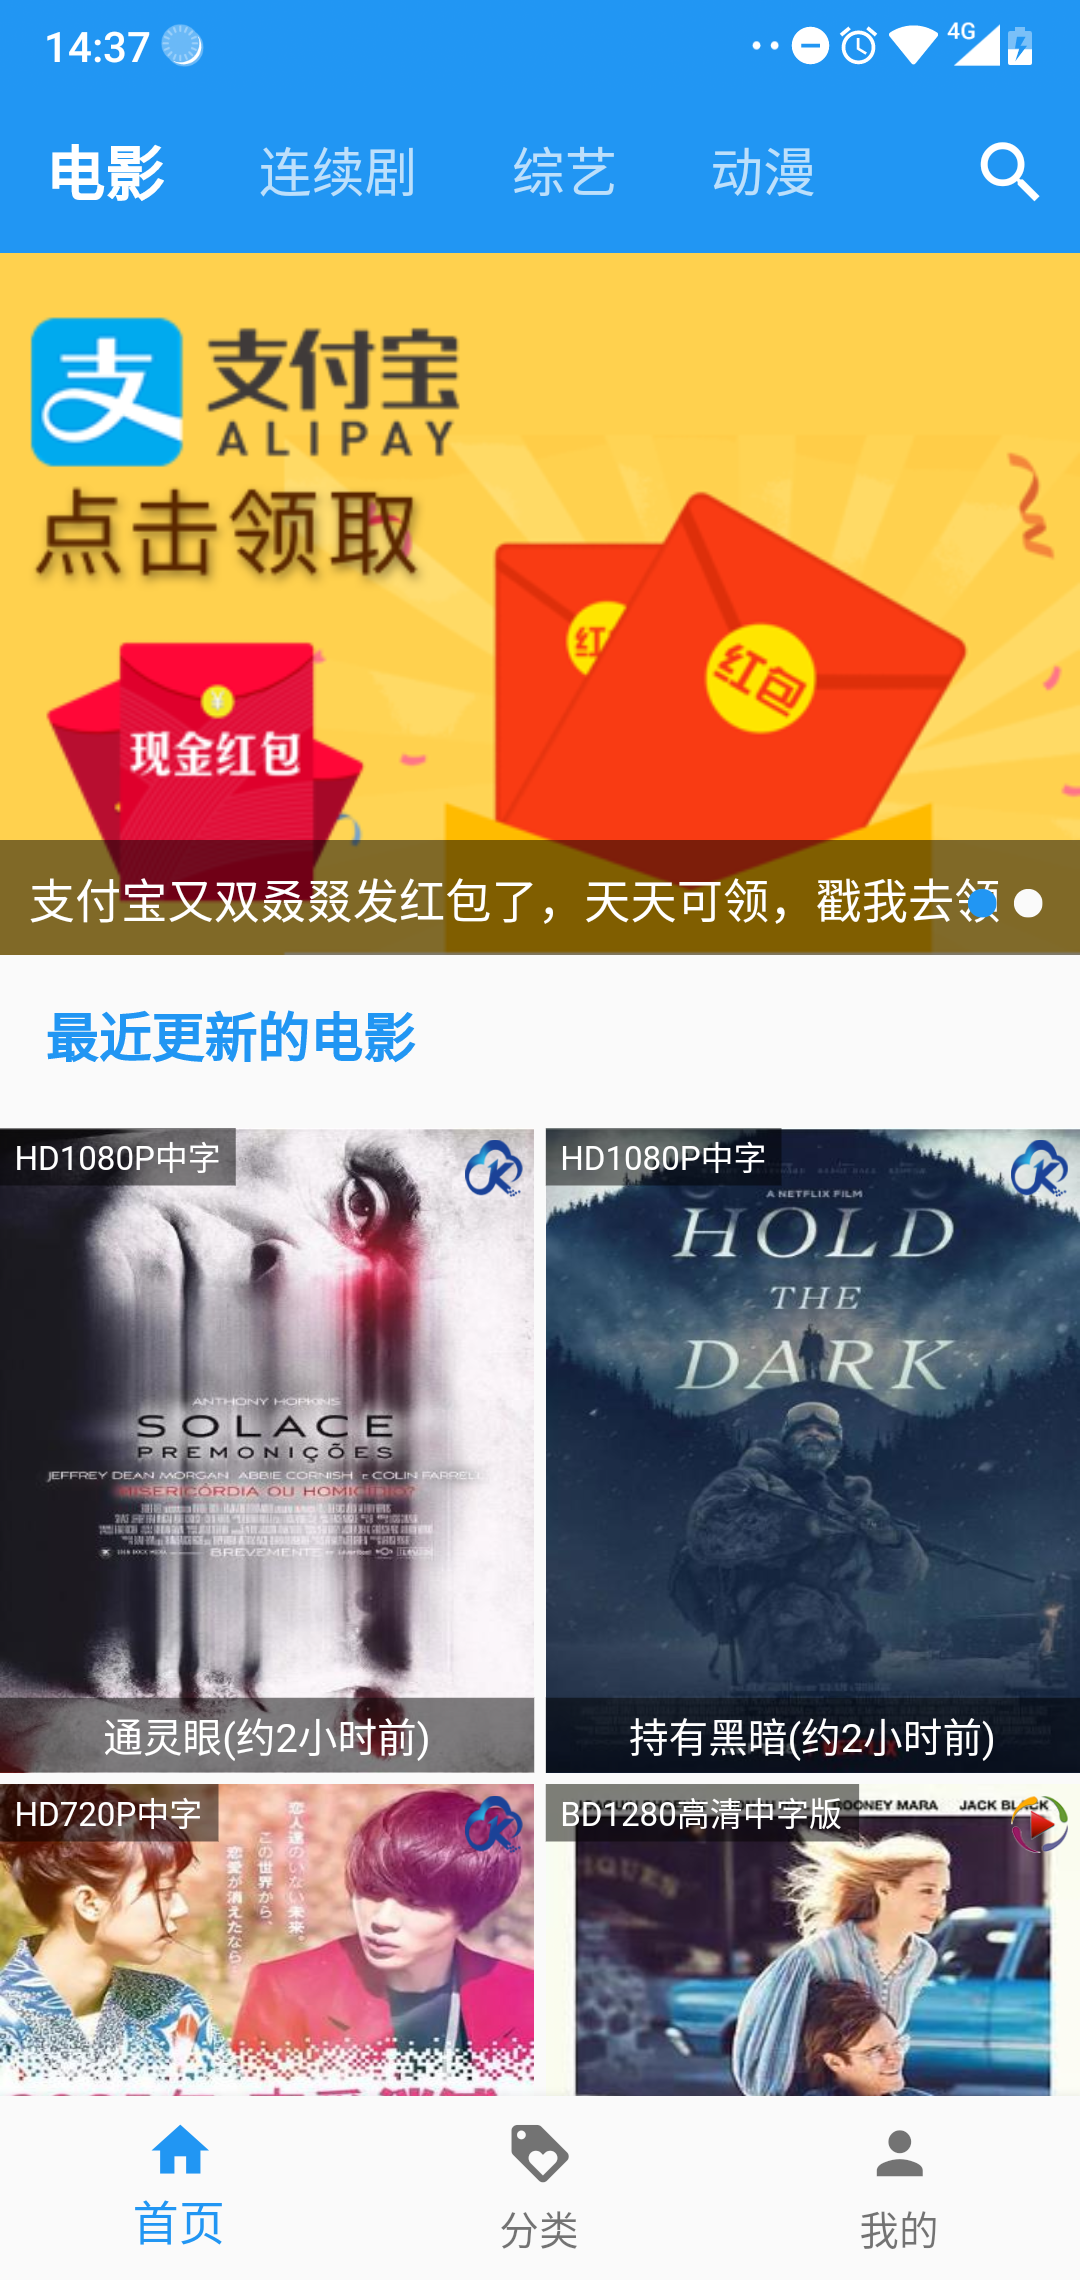 14:37
4G
电影 连续剧 综艺 动漫
支 支付宝
ALIPAY
点击领取
红包
红包
¥
现金红包
支付宝又双叒叕发红包了，天天可领，戳我去领
最近更新的电影
HD1080P中字
ANTHONY HOPKINS
SOLACE
PREMONIÇÕES
JEFFREY DEAN MORGAN ABBIE CORNISH E COLIN FARRELL
MISERICÓRDIA OU HOMICÍDIO?
BREVEMENTE
通灵眼(约2小时前)
HD1080P中字
A NETFLIX FILM
HOLD
THE
DARK
持有黑暗(约2小时前)
HD720P中字
恋人達のいない未来。
この世界から、
恋愛が消えたなら
BD1280高清中字版
ROONEY MARA JACK BLACK
首页 分类 我的